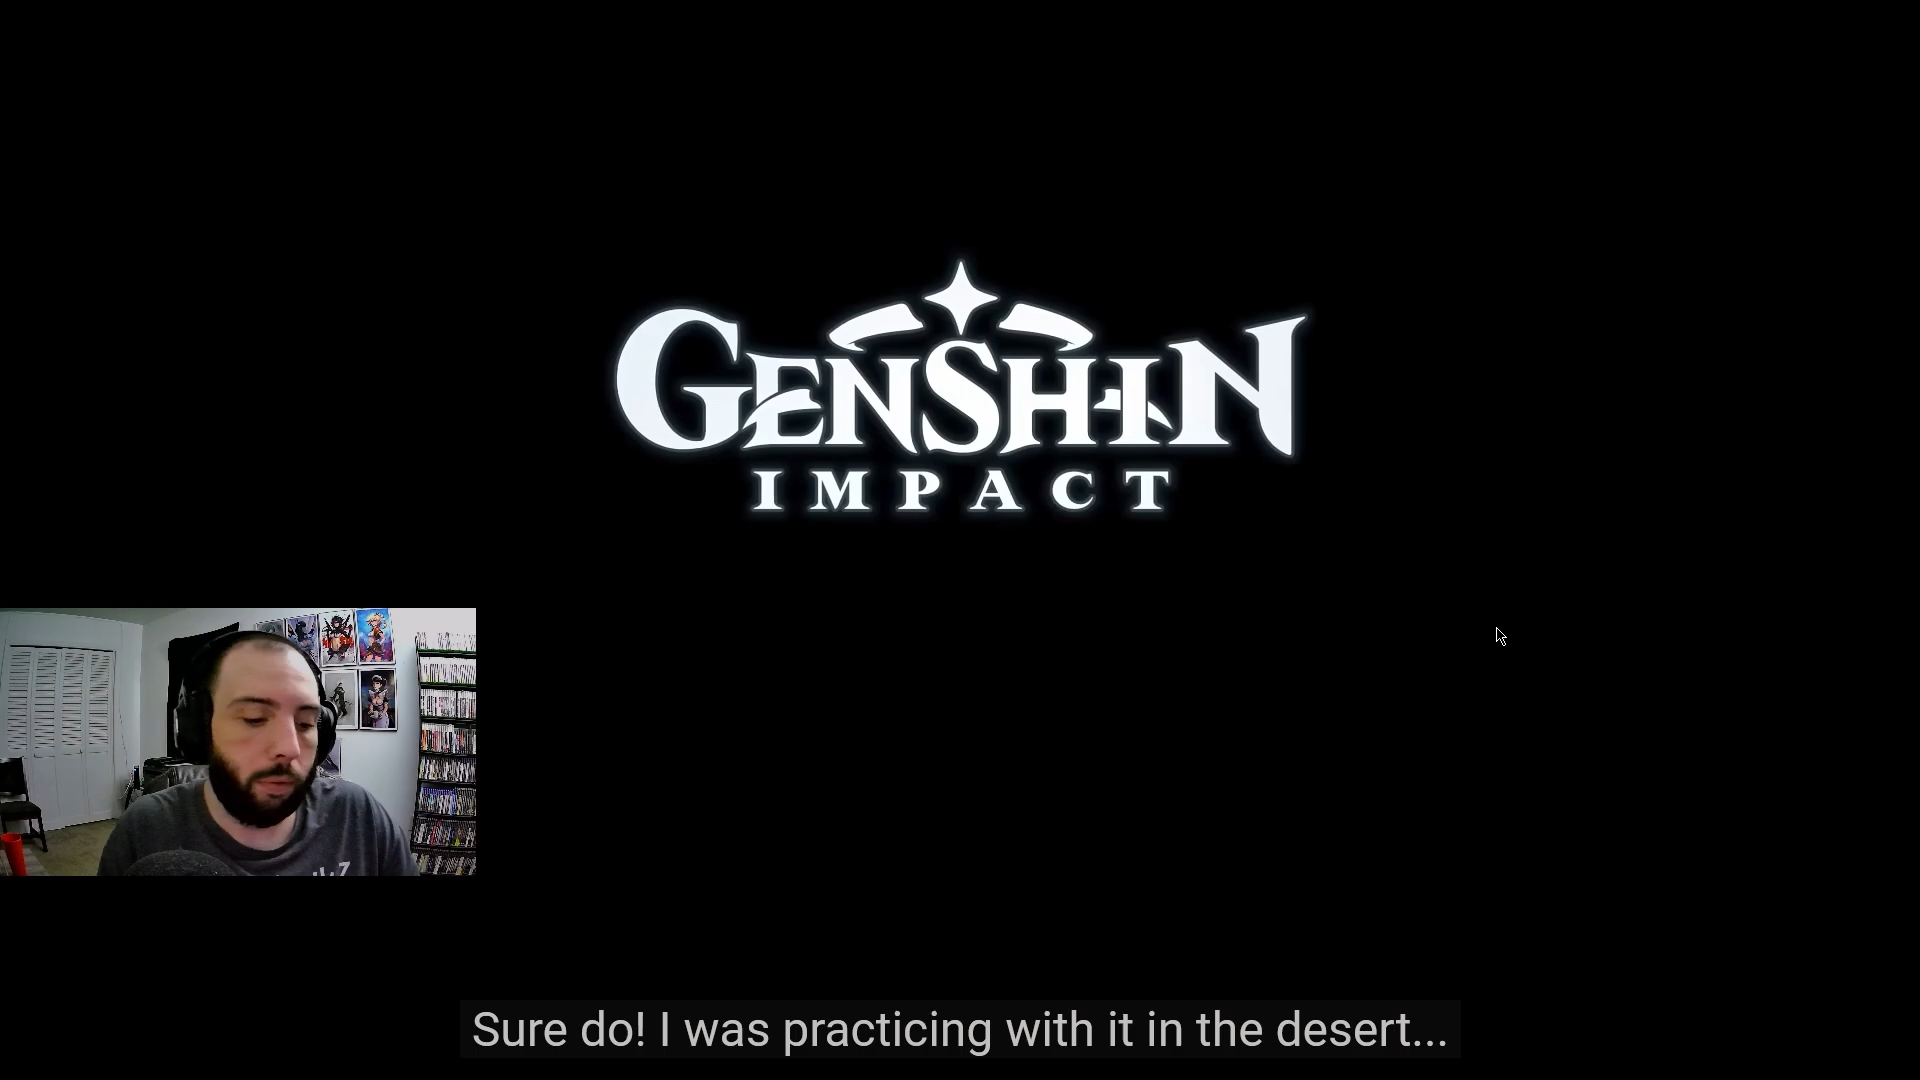 GENSHIN
IMPACT
Sure do! I was practicing with it in the desert...